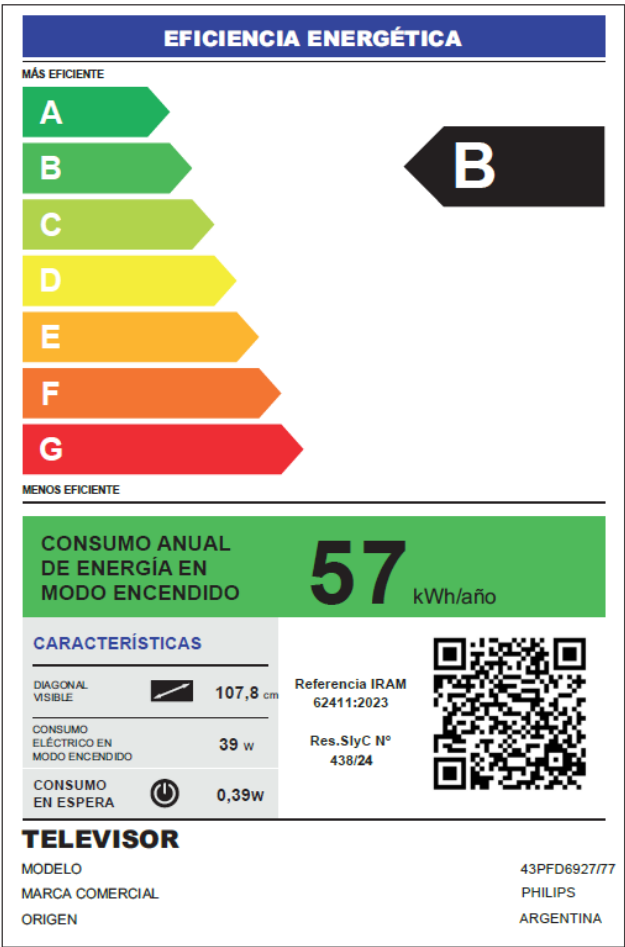 EFICIENCIA ENERGÉTICA
MÁS EFICIENTE
A
B
B
C
D
E
F
G
MENOS EFICIENTE
CONSUMO ANUAL
DE ENERGÍA EN
MODO ENCENDIDO
57 kWh/año
CARACTERÍSTICAS
DIAGONAL
VISIBLE
107,8 cm
CONSUMO
ELÉCTRICO EN
MODO ENCENDIDO
39 w
CONSUMO
EN ESPERA
0,39w
Referencia IRAM
62411:2023
Res.SIyC Nº
438/24
TELEVISOR
MODELO 43PFD6927/77
MARCA COMERCIAL PHILIPS
ORIGEN ARGENTINA